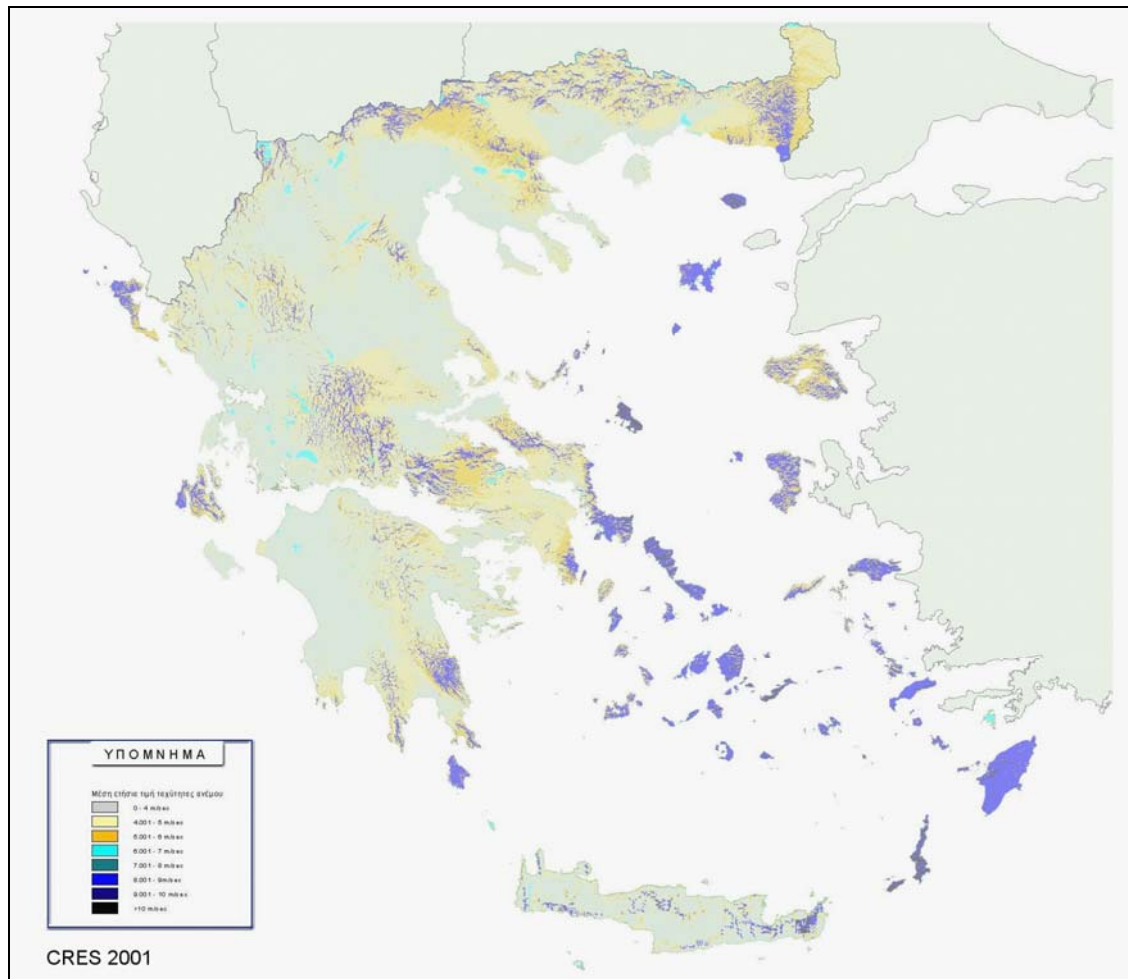 ΥΠΟΜΝΗΜΑ
Μέση ετήσια τιμή ταχύτητες ανέμου
0 - 4 m/sec
4.001 - 5 m/sec
5.001 - 6 m/sec
6.001 - 7 m/sec
7.001 - 8 m/sec
8.001 - 9m/sec
9.001 - 10 m/sec
>10 m/sec
CRES 2001